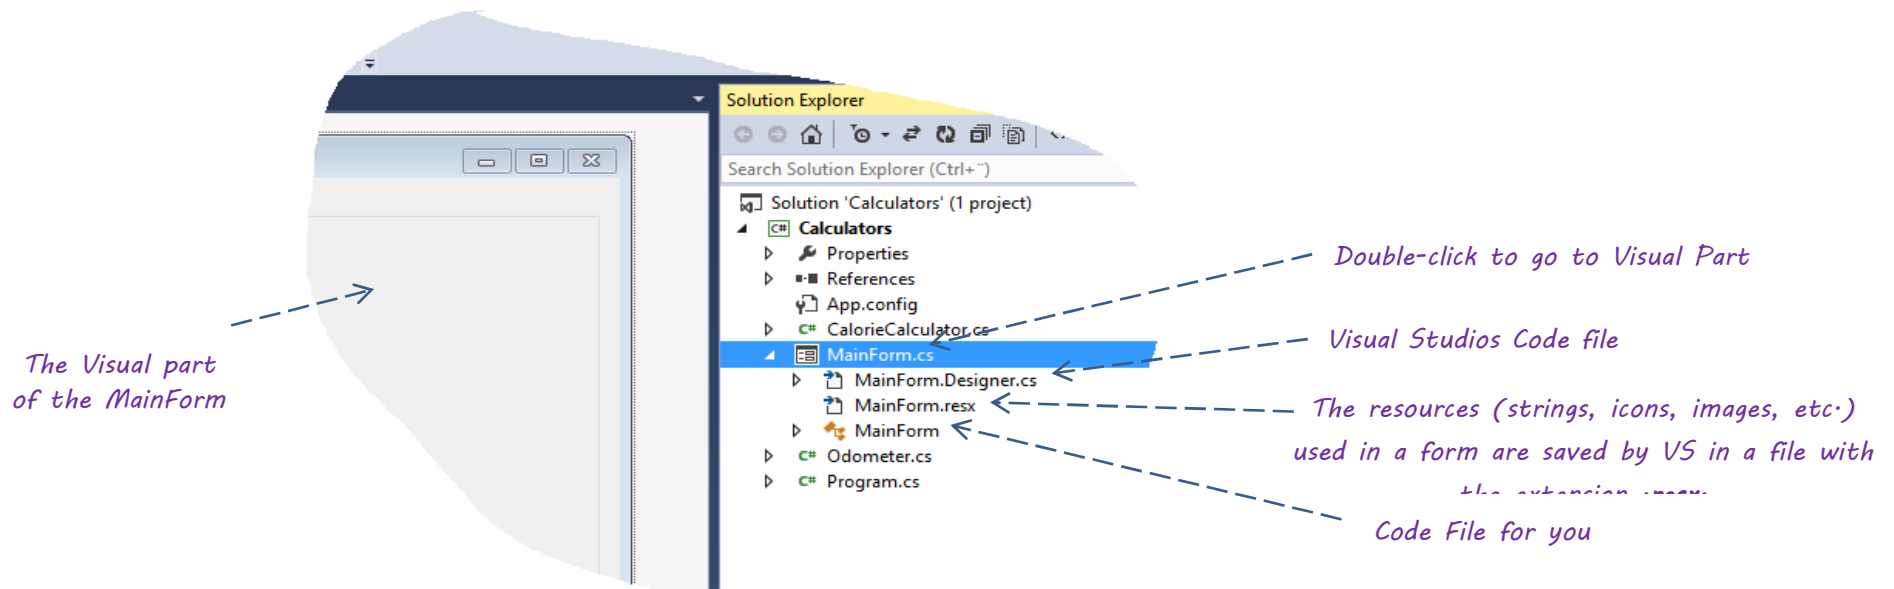 Solution Explorer
Search Solution Explorer (Ctrl+¨)
Solution 'Calculators' (1 project)
C# Calculators
Properties
References
App.config
C# CalorieCalculator.cs
MainForm.cs
MainForm.Designer.cs
MainForm.resx
MainForm
C# Odometer.cs
C# Program.cs
The Visual part
of the MainForm
Double-click to go to Visual Part
Visual Studios Code file
The resources (strings, icons, images, etc.)
used in a form are saved by VS in a file with
the extension .resx.
Code File for you